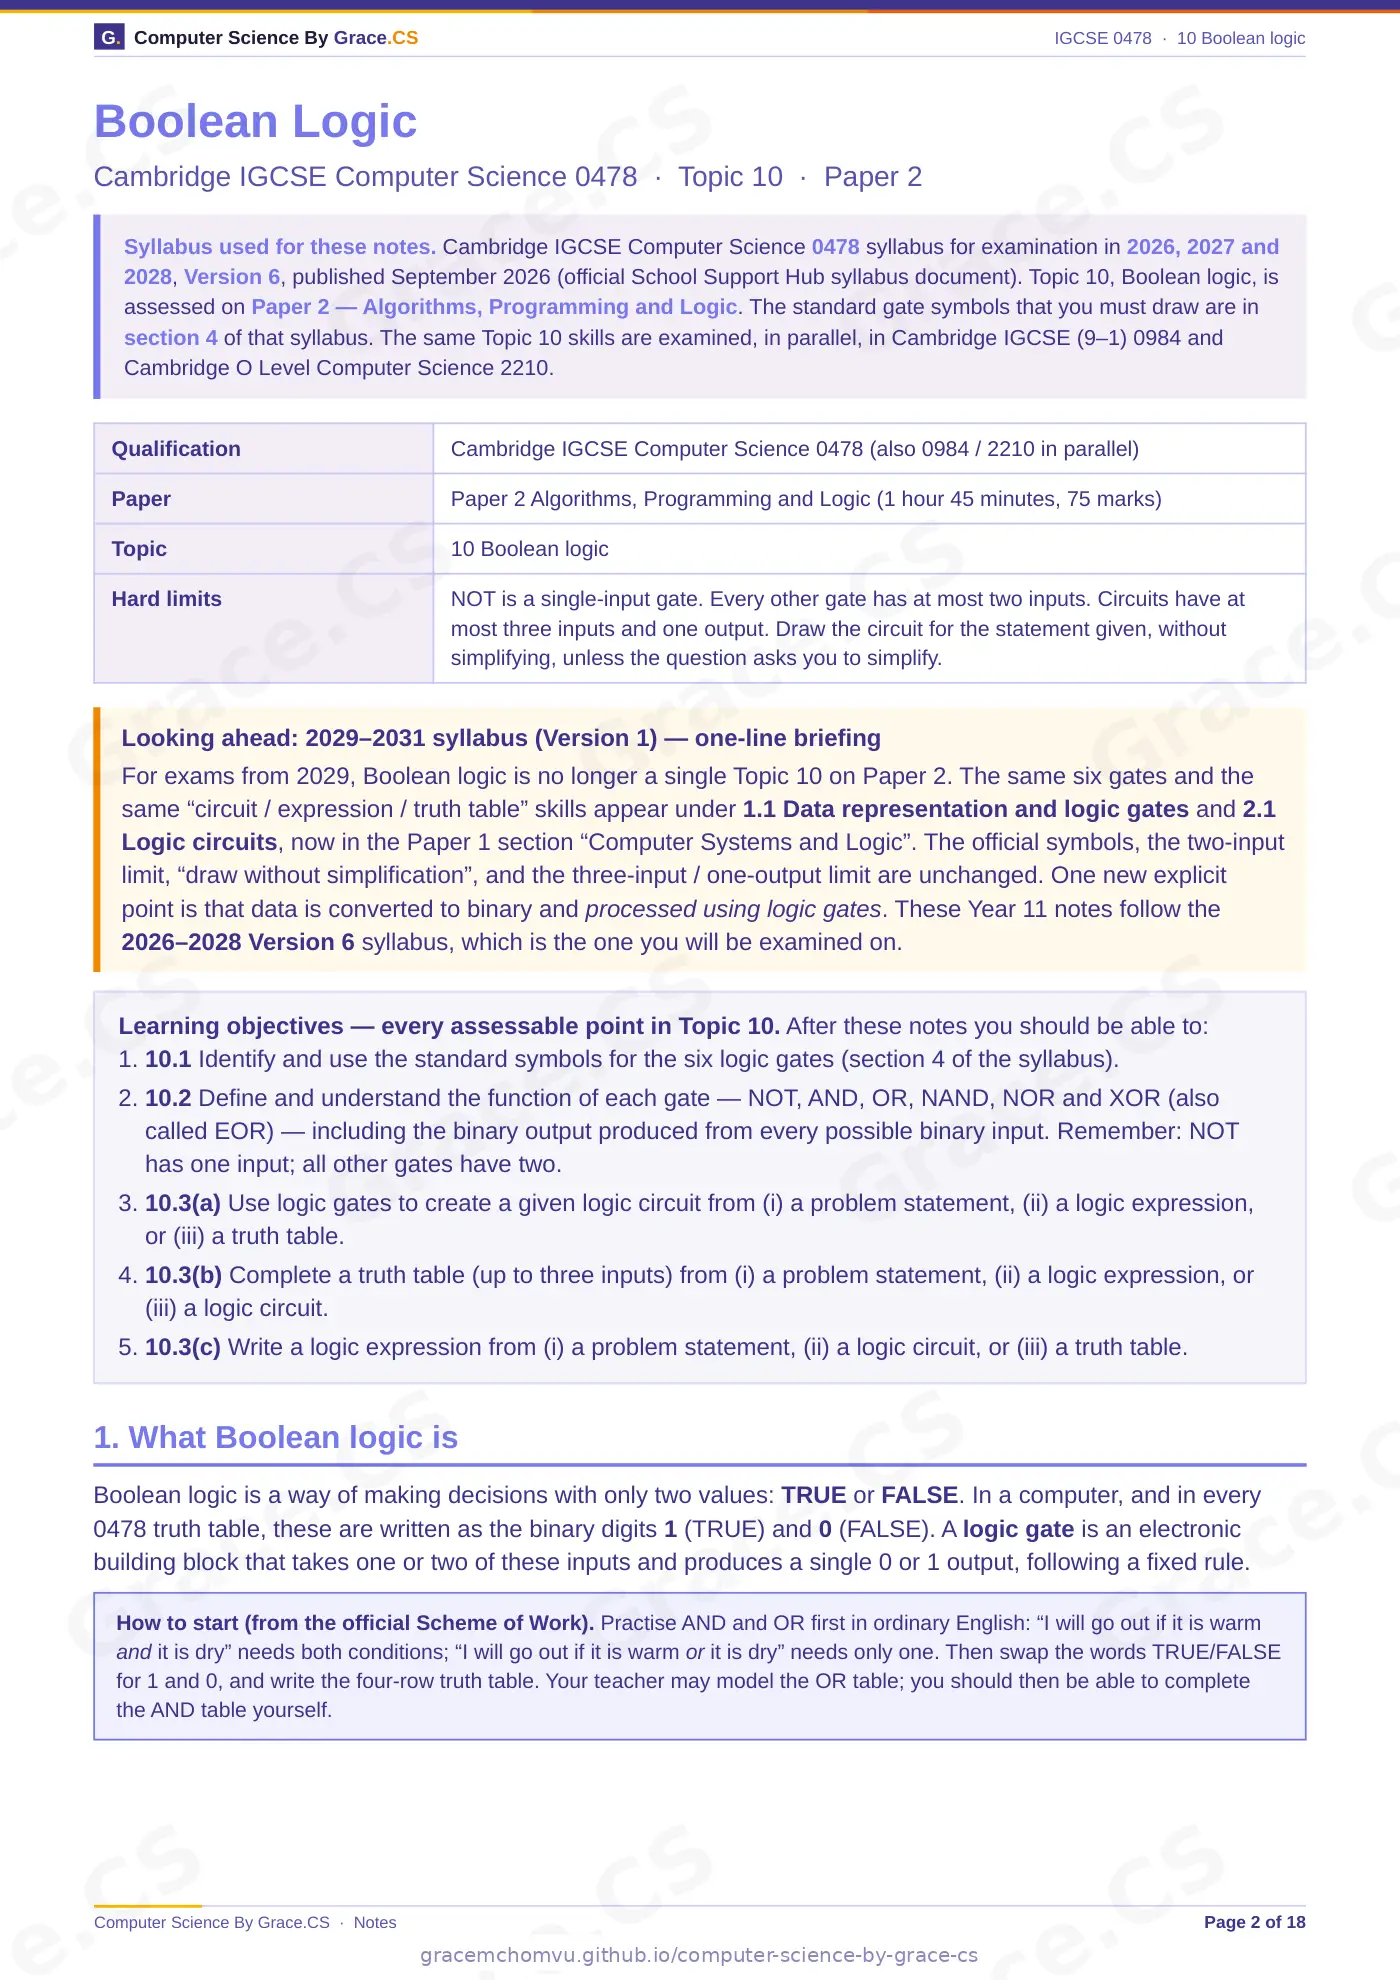 G. Computer Science By Grace.CS
IGCSE 0478 · 10 Boolean logic
Boolean Logic
Cambridge IGCSE Computer Science 0478 · Topic 10 · Paper 2
Syllabus used for these notes. Cambridge IGCSE Computer Science 0478 syllabus for examination in 2026, 2027 and
2028, Version 6, published September 2026 (official School Support Hub syllabus document). Topic 10, Boolean logic, is
assessed on Paper 2 — Algorithms, Programming and Logic. The standard gate symbols that you must draw are in
section 4 of that syllabus. The same Topic 10 skills are examined, in parallel, in Cambridge IGCSE (9–1) 0984 and
Cambridge O Level Computer Science 2210.
Qualification
Cambridge IGCSE Computer Science 0478 (also 0984 / 2210 in parallel)
Paper
Paper 2 Algorithms, Programming and Logic (1 hour 45 minutes, 75 marks)
Topic
10 Boolean logic
Hard limits
NOT is a single-input gate. Every other gate has at most two inputs. Circuits have at
most three inputs and one output. Draw the circuit for the statement given, without
simplifying, unless the question asks you to simplify.
Looking ahead: 2029–2031 syllabus (Version 1) — one-line briefing
For exams from 2029, Boolean logic is no longer a single Topic 10 on Paper 2. The same six gates and the
same “circuit / expression / truth table” skills appear under 1.1 Data representation and logic gates and 2.1
Logic circuits, now in the Paper 1 section “Computer Systems and Logic”. The official symbols, the two-input
limit, “draw without simplification”, and the three-input / one-output limit are unchanged. One new explicit
point is that data is converted to binary and processed using logic gates. These Year 11 notes follow the
2026–2028 Version 6 syllabus, which is the one you will be examined on.
Learning objectives — every assessable point in Topic 10. After these notes you should be able to:
1. 10.1 Identify and use the standard symbols for the six logic gates (section 4 of the syllabus).
2. 10.2 Define and understand the function of each gate — NOT, AND, OR, NAND, NOR and XOR (also
called EOR) — including the binary output produced from every possible binary input. Remember: NOT
has one input; all other gates have two.
3. 10.3(a) Use logic gates to create a given logic circuit from (i) a problem statement, (ii) a logic expression,
or (iii) a truth table.
4. 10.3(b) Complete a truth table (up to three inputs) from (i) a problem statement, (ii) a logic expression, or
(iii) a logic circuit.
5. 10.3(c) Write a logic expression from (i) a problem statement, (ii) a logic circuit, or (iii) a truth table.
1. What Boolean logic is
Boolean logic is a way of making decisions with only two values: TRUE or FALSE. In a computer, and in every
0478 truth table, these are written as the binary digits 1 (TRUE) and 0 (FALSE). A logic gate is an electronic
building block that takes one or two of these inputs and produces a single 0 or 1 output, following a fixed rule.
How to start (from the official Scheme of Work). Practise AND and OR first in ordinary English: “I will go out if it is warm
and it is dry” needs both conditions; “I will go out if it is warm or it is dry” needs only one. Then swap the words TRUE/FALSE
for 1 and 0, and write the four-row truth table. Your teacher may model the OR table; you should then be able to complete
the AND table yourself.
Computer Science By Grace.CS · Notes
Page 2 of 18
gracemchomvu.github.io/computer-science-by-grace-cs